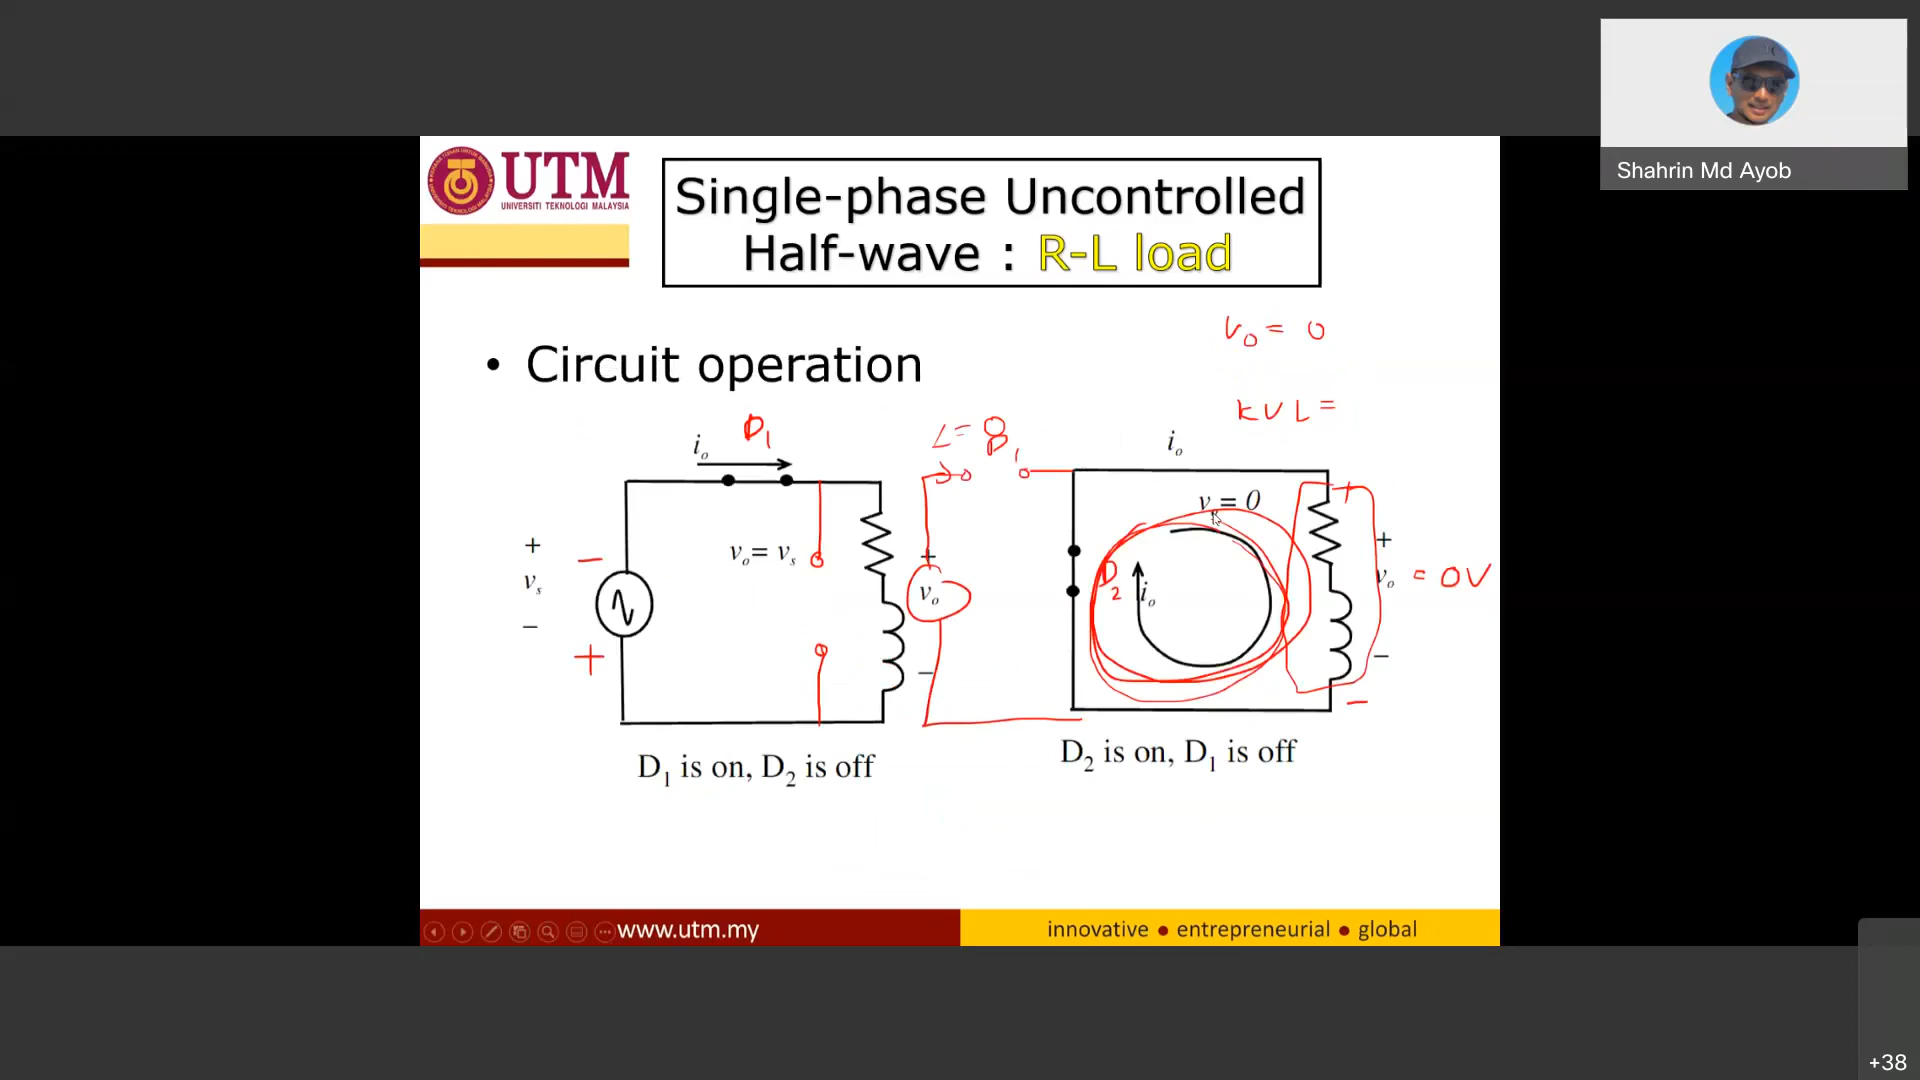 Shahrin Md Ayob
UTM
UNIVERSITI TEKNOLOGI MALAYSIA
Single-phase Uncontrolled
Half-wave : R-L load
v₀ = 0
• Circuit operation
KVL =
D₁
L = ∞
D₁
iₒ
iₒ
v = 0
+
vₛ
−
−
+
vₒ = vₛ
+
vₒ
−
D₂
iₒ
+
+
vₒ = 0V
−
−
D₁ is on, D₂ is off
D₂ is on, D₁ is off
www.utm.my
innovative ● entrepreneurial ● global
+38